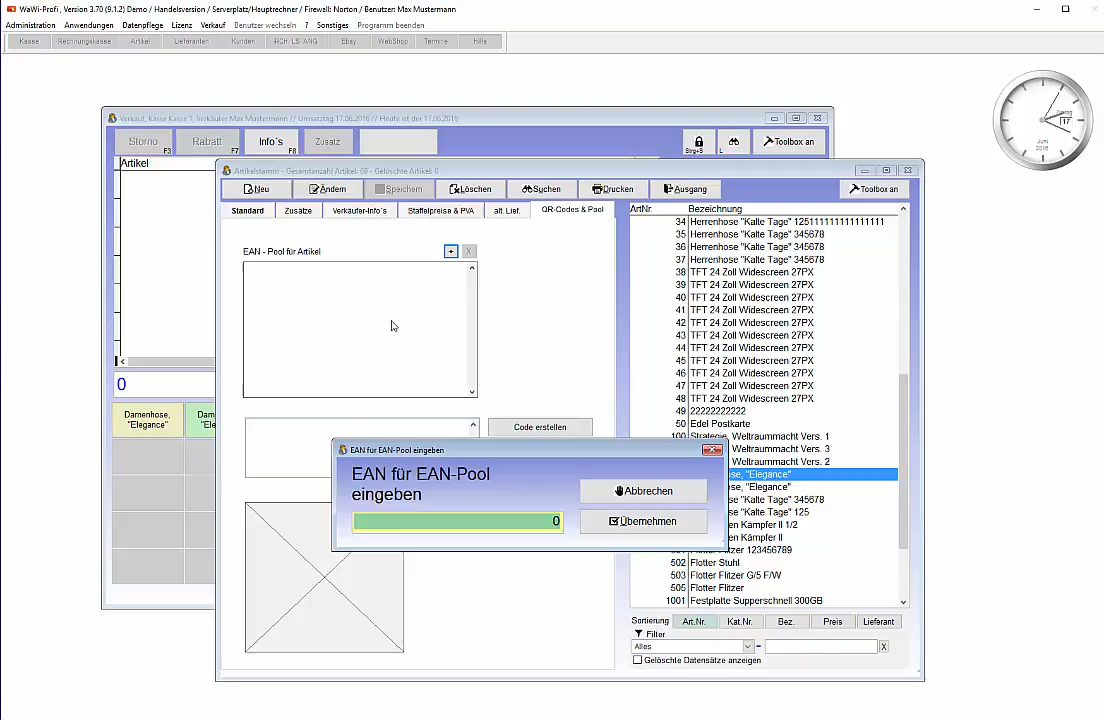 WaWi-Profi , Version 3.70 (9.1.2) Demo / Handelsversion / Serverplatz/Hauptrechner / Firewall: Norton / Benutzer: Max Mustermann
Administration Datenpflege Lizenz Verkauf Benutzer wechseln ? Sonstiges Programm beenden
Kasse Rechnungskasse Artikel Lieferanten Kunden RCH, LS, ANG Ebay WebShop Termine Hilfe
Juni
2016
17
Verkauf, Kasse Kasse 1, Verkäufer Max Mustermann // Umsatztag 17.06.2016 // Heute ist der 17.06.2016
Storno F3 Rabatt F7 Info's F8 Zusatz Strg+S L Toolbox an
Artikel
0
Damenhose, "Elegance"
Dam "Ele
Artikelstamm - Gesamtanzahl Artikel 69 - Gelöschte Artikel: 0
Neu Ändern Speichern Löschen Suchen Drucken Ausgang Toolbox an
Standard Zusätze Verkäufer-Info's Staffelpreise & PVA alt. Lief. QR-Codes & Pool
EAN - Pool für Artikel + X
Code erstellen
ArtNr. Bezeichnung
34 Herrenhose "Kalte Tage" 125111111111111111
35 Herrenhose "Kalte Tage" 345678
36 Herrenhose "Kalte Tage" 345678
37 Herrenhose "Kalte Tage" 345678
38 TFT 24 Zoll Widescreen 27PX
39 TFT 24 Zoll Widescreen 27PX
40 TFT 24 Zoll Widescreen 27PX
41 TFT 24 Zoll Widescreen 27PX
42 TFT 24 Zoll Widescreen 27PX
43 TFT 24 Zoll Widescreen 27PX
44 TFT 24 Zoll Widescreen 27PX
45 TFT 24 Zoll Widescreen 27PX
46 TFT 24 Zoll Widescreen 27PX
47 TFT 24 Zoll Widescreen 27PX
48 TFT 24 Zoll Widescreen 27PX
49 22222222222
50 Edel Postkarte
100 Strategie, Weltraummacht Vers. 1
Weltraummacht Vers. 3
Weltraummacht Vers. 2
se, "Elegance"
se, "Elegance"
"Kalte Tage" 345678
"Kalte Tage" 125
en Kämpfer II 1/2
en Kämpfer II
Flotter Flitzer 123456789
502 Flotter Stuhl
503 Flotter Flitzer G/5 F/W
505 Flotter Flitzer
1001 Festplatte Supperschnell 300GB
Sortierung Art.Nr. Kat.Nr. Bez. Preis Lieferant
Filter
Alles = X
Gelöschte Datensätze anzeigen
EAN für EAN-Pool eingeben
EAN für EAN-Pool
eingeben
0
Abbrechen
Übernehmen